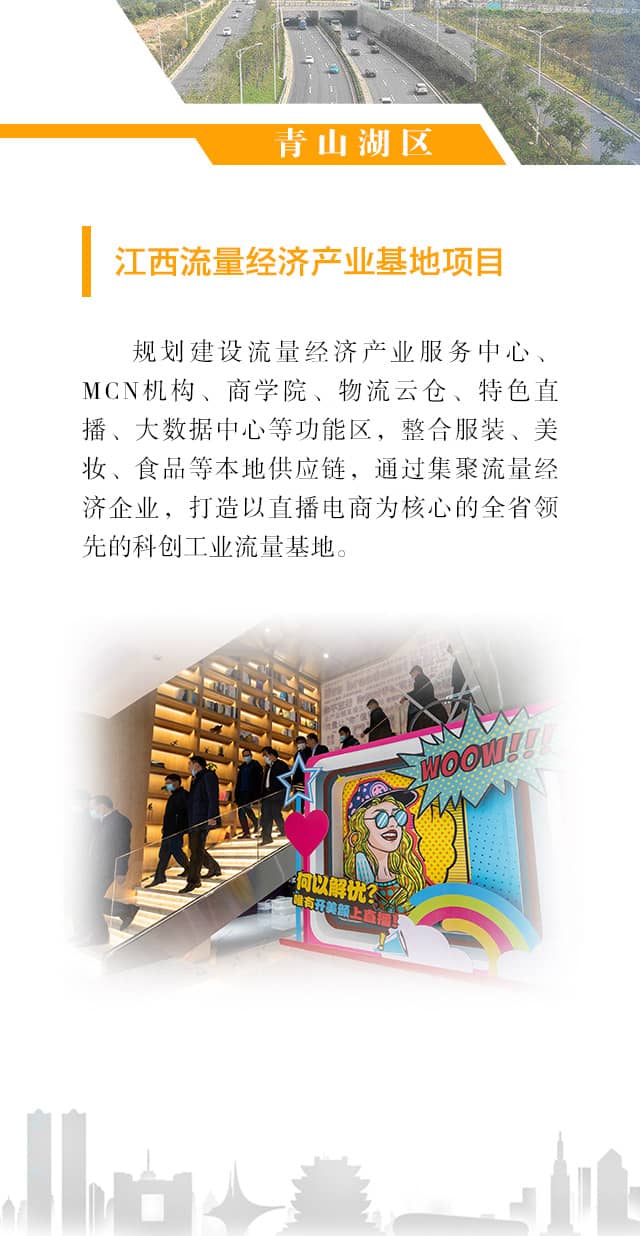 青山湖区
江西流量经济产业基地项目
规划建设流量经济产业服务中心、
MCN机构、商学院、物流云仓、特色直
播、大数据中心等功能区，整合服装、美
妆、食品等本地供应链，通过集聚流量经
济企业，打造以直播电商为核心的全省领
先的科创工业流量基地。
WOOW!!!
何以解忧？
唯有开美颜上直播！